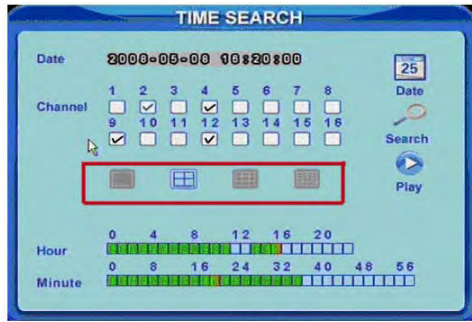 TIME SEARCH
Date 2008-05-08 16:20:00
25
Date
1 2 3 4 5 6 7 8
Channel
9 10 11 12 13 14 15 16
Search
Play
0 4 8 12 16 20
Hour
0 8 16 24 32 40 48 56
Minute